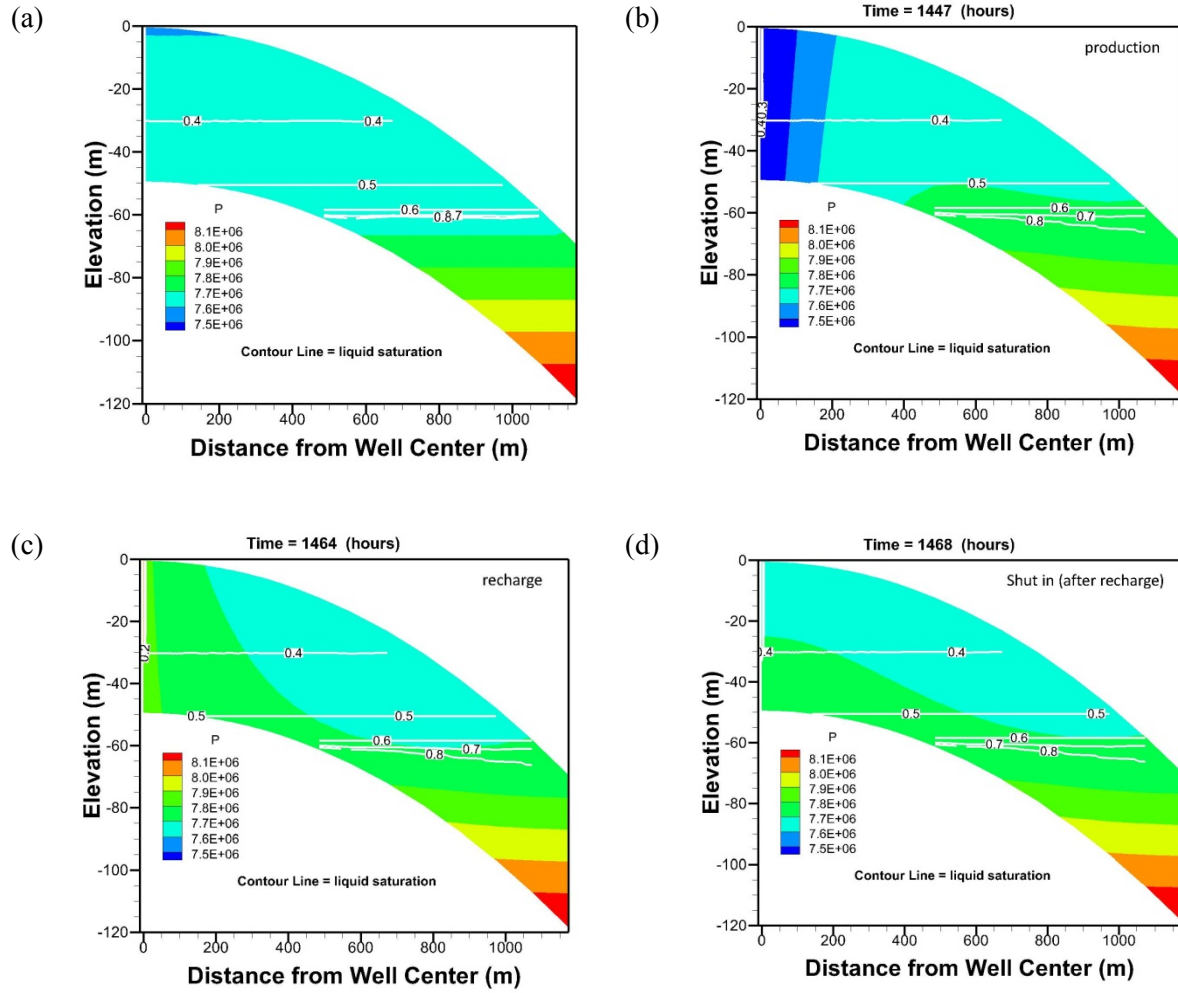 (a)
0
-20
-40
-60
-80
-100
-120
Elevation (m)
0.4 0.4
0.5
0.6
0.8 .7
P
8.1E+06
8.0E+06
7.9E+06
7.8E+06
7.7E+06
7.6E+06
7.5E+06
Contour Line = liquid saturation
0 200 400 600 800 1000
Distance from Well Center (m)
(b)
Time = 1447 (hours)
production
0
-20
-40
-60
-80
-100
-120
Elevation (m)
0.3
0.4
0.4
0.5
0.6
0.7
0.8
P
8.1E+06
8.0E+06
7.9E+06
7.8E+06
7.7E+06
7.6E+06
7.5E+06
Contour Line = liquid saturation
0 200 400 600 800 1000
Distance from Well Center (m)
(c)
Time = 1464 (hours)
recharge
0
-20
-40
-60
-80
-100
-120
Elevation (m)
0.2
0.4
0.5 0.5
0.6
0.7
0.8
P
8.1E+06
8.0E+06
7.9E+06
7.8E+06
7.7E+06
7.6E+06
7.5E+06
Contour Line = liquid saturation
0 200 400 600 800 1000
Distance from Well Center (m)
(d)
Time = 1468 (hours)
Shut in (after recharge)
0
-20
-40
-60
-80
-100
-120
Elevation (m)
0.4 0.4
0.5 0.5
0.6
0.7 0.8
P
8.1E+06
8.0E+06
7.9E+06
7.8E+06
7.7E+06
7.6E+06
7.5E+06
Contour Line = liquid saturation
0 200 400 600 800 1000
Distance from Well Center (m)